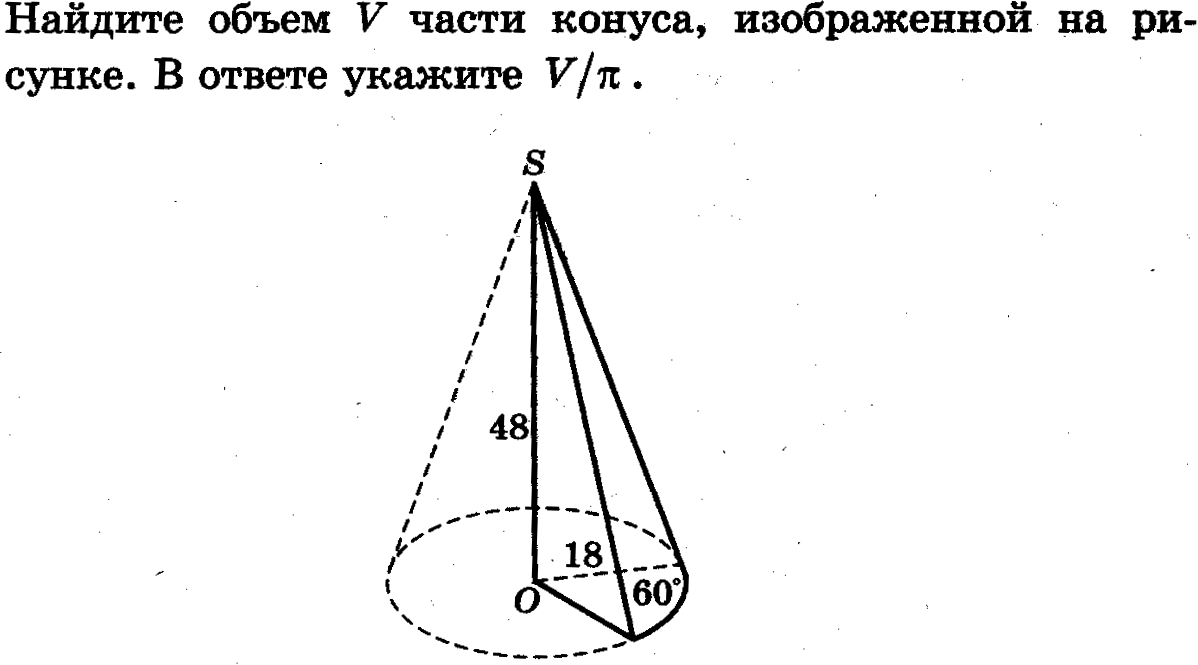 Найдите объем V части конуса, изображенной на ри-
сунке. В ответе укажите V/π .
S
48
18
60°
O